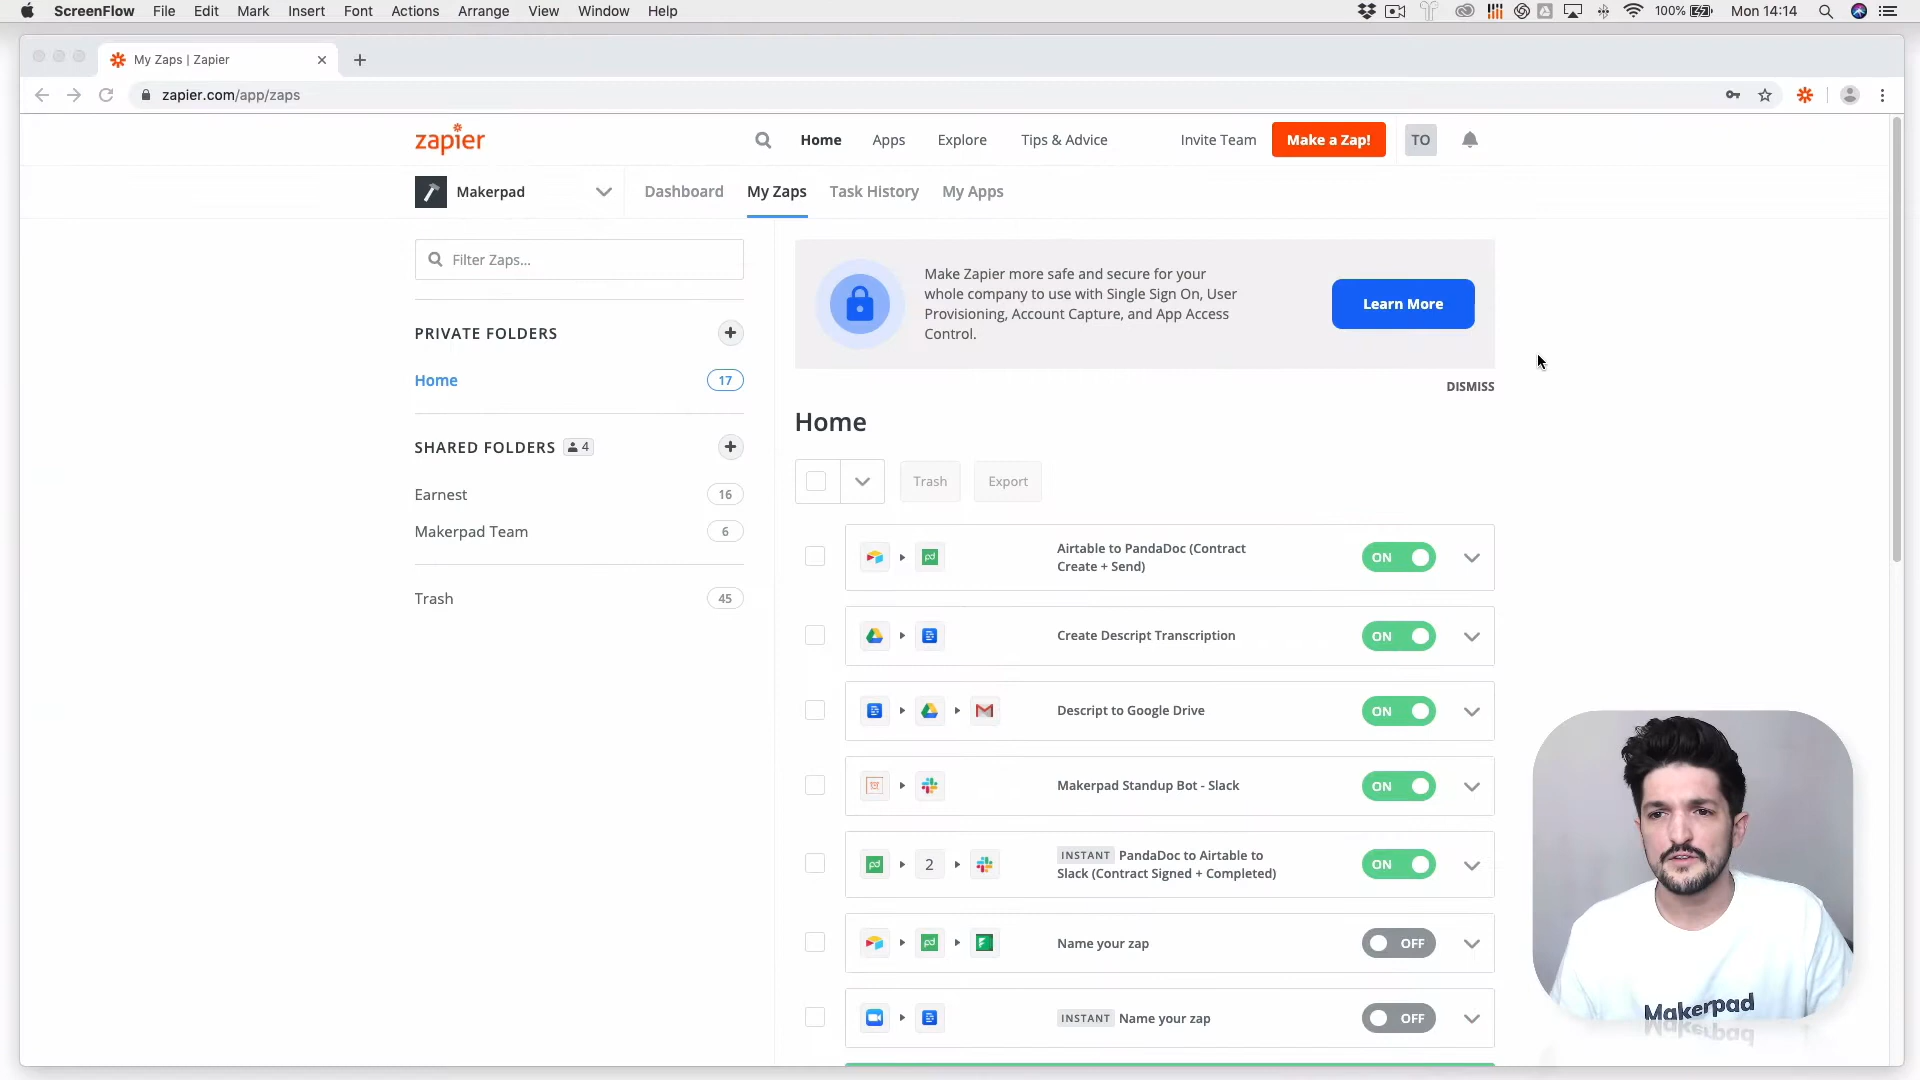 ScreenFlow File Edit Mark Insert Font Actions Arrange View Window Help 100% Mon 14:14
My Zaps | Zapier
zapier.com/app/zaps
zapier Home Apps Explore Tips & Advice Invite Team Make a Zap! TO
Makerpad Dashboard My Zaps Task History My Apps
Filter Zaps...
PRIVATE FOLDERS
Home 17
SHARED FOLDERS 4
Earnest 16
Makerpad Team 6
Trash 45
Make Zapier more safe and secure for your
whole company to use with Single Sign On, User
Provisioning, Account Capture, and App Access
Control.
Learn More
DISMISS
Home
Trash Export
pd Airtable to PandaDoc (Contract
Create + Send) ON
Create Descript Transcription ON
Descript to Google Drive ON
Makerpad Standup Bot - Slack ON
pd 2 INSTANT PandaDoc to Airtable to
Slack (Contract Signed + Completed) ON
pd Name your zap OFF
INSTANT Name your zap OFF
Makerpad